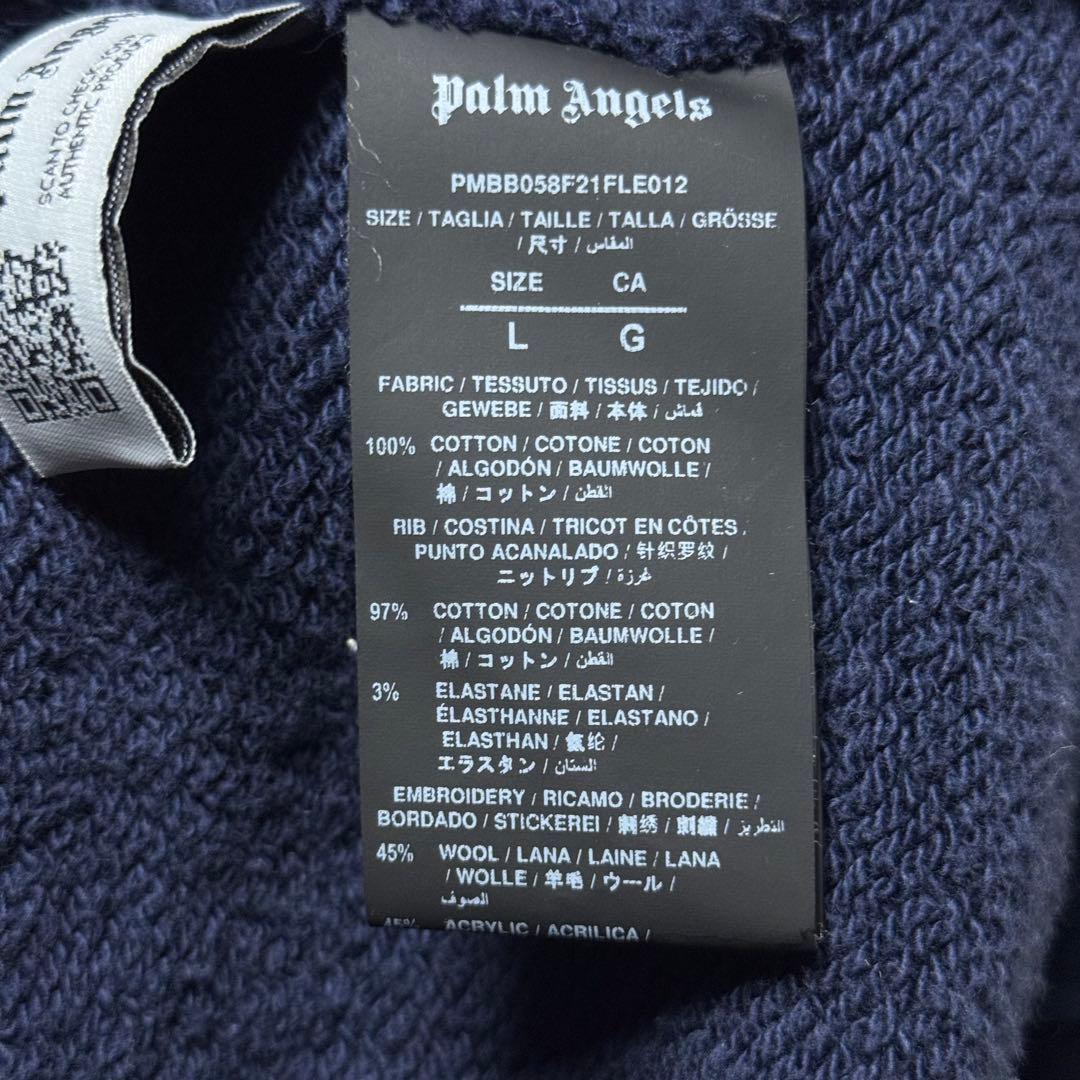 Palm Angels
SCAN TO CHECK
AUTHENTIC
Palm Angels
PMBB058F21FLE012
SIZE / TAGLIA / TAILLE / TALLA / GRÖSSE
/ 尺寸 / المقاس
SIZE CA
L G
FABRIC / TESSUTO / TISSUS / TEJIDO /
GEWEBE / 面料 / 本体 / قماش
100% COTTON / COTONE / COTON
/ ALGODÓN / BAUMWOLLE /
棉 / コットン / القطن
RIB / COSTINA / TRICOT EN CÔTES /
PUNTO ACANALADO / 针织罗纹 /
ニットリブ / غرزة
97% COTTON / COTONE / COTON
/ ALGODÓN / BAUMWOLLE /
棉 / コットン / القطن
3% ELASTANE / ELASTAN /
ÉLASTHANNE / ELASTANO /
ELASTHAN / 氨纶 /
エラスタン / الستان
EMBROIDERY / RICAMO / BRODERIE /
BORDADO / STICKEREI / 刺绣 / 刺繍 / التطريز
45% WOOL / LANA / LAINE / LANA
/ WOLLE / 羊毛 / ウール /
الصوف
45% ACRYLIC / ACRILICA /